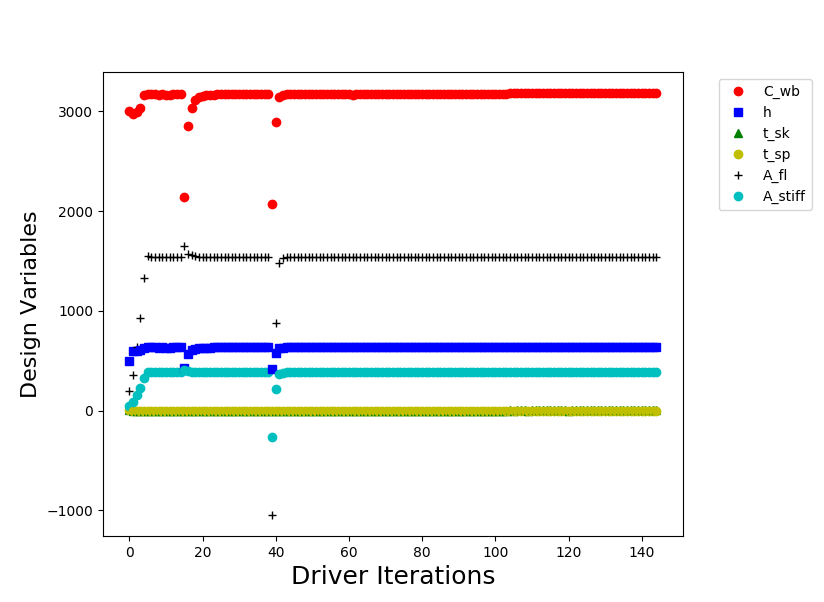 3000
2000
1000
0
−1000
0
20
40
60
80
100
120
140
Driver Iterations
Design Variables
C_wb
h
t_sk
t_sp
A_fl
A_stiff